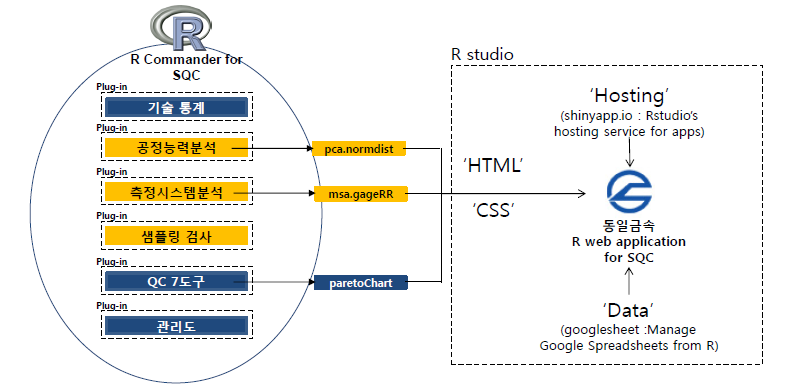 R Commander for
SQC
Plug-in
기술 통계
Plug-in
공정능력분석
pca.normdist
Plug-in
측정시스템분석
msa.gageRR
Plug-in
샘플링 검사
Plug-in
QC 7도구
paretoChart
Plug-in
관리도
R studio
‘Hosting’
(shinyapp.io : Rstudio’s
hosting service for apps)
‘HTML’
‘CSS’
동일금속
R web application
for SQC
‘Data’
(googlesheet :Manage
Google Spreadsheets from R)